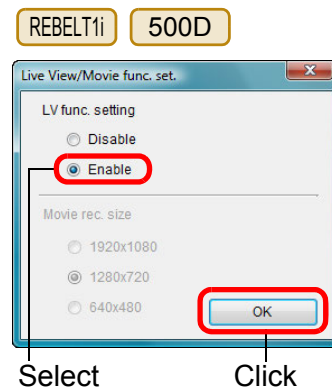 REBELT1i 500D
Live View/Movie func. set.
LV func. setting
Disable
Enable
Movie rec. size
1920x1080
1280x720
640x480
OK
Select Click